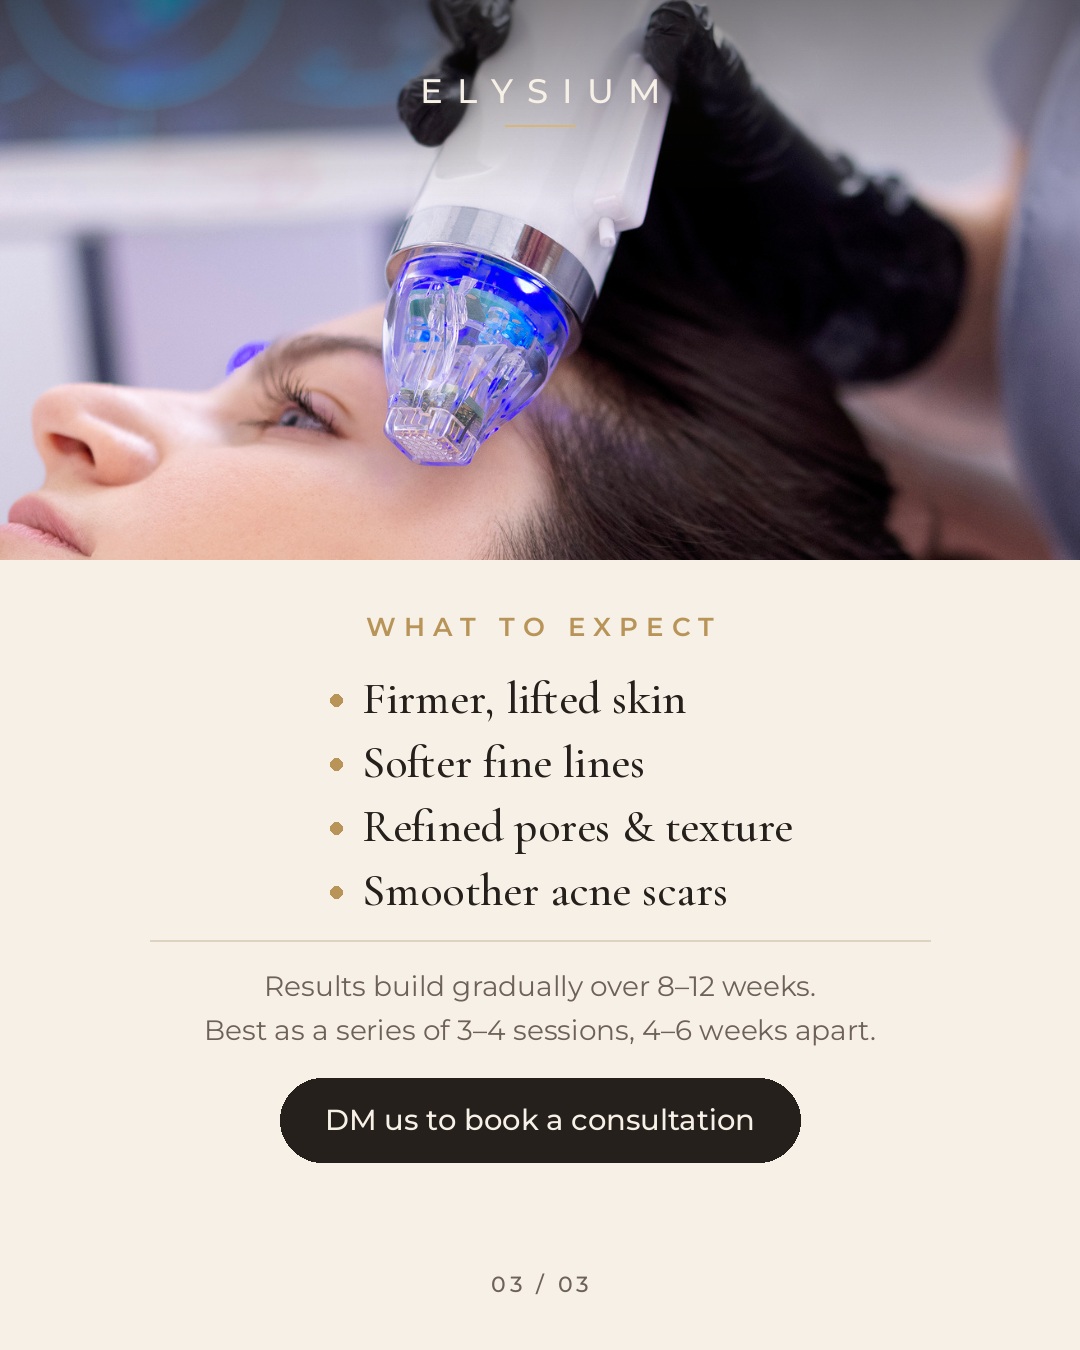 ELYSIUM
WHAT TO EXPECT
Firmer, lifted skin
Softer fine lines
Refined pores & texture
Smoother acne scars
Results build gradually over 8–12 weeks.
Best as a series of 3–4 sessions, 4–6 weeks apart.
DM us to book a consultation
03 / 03